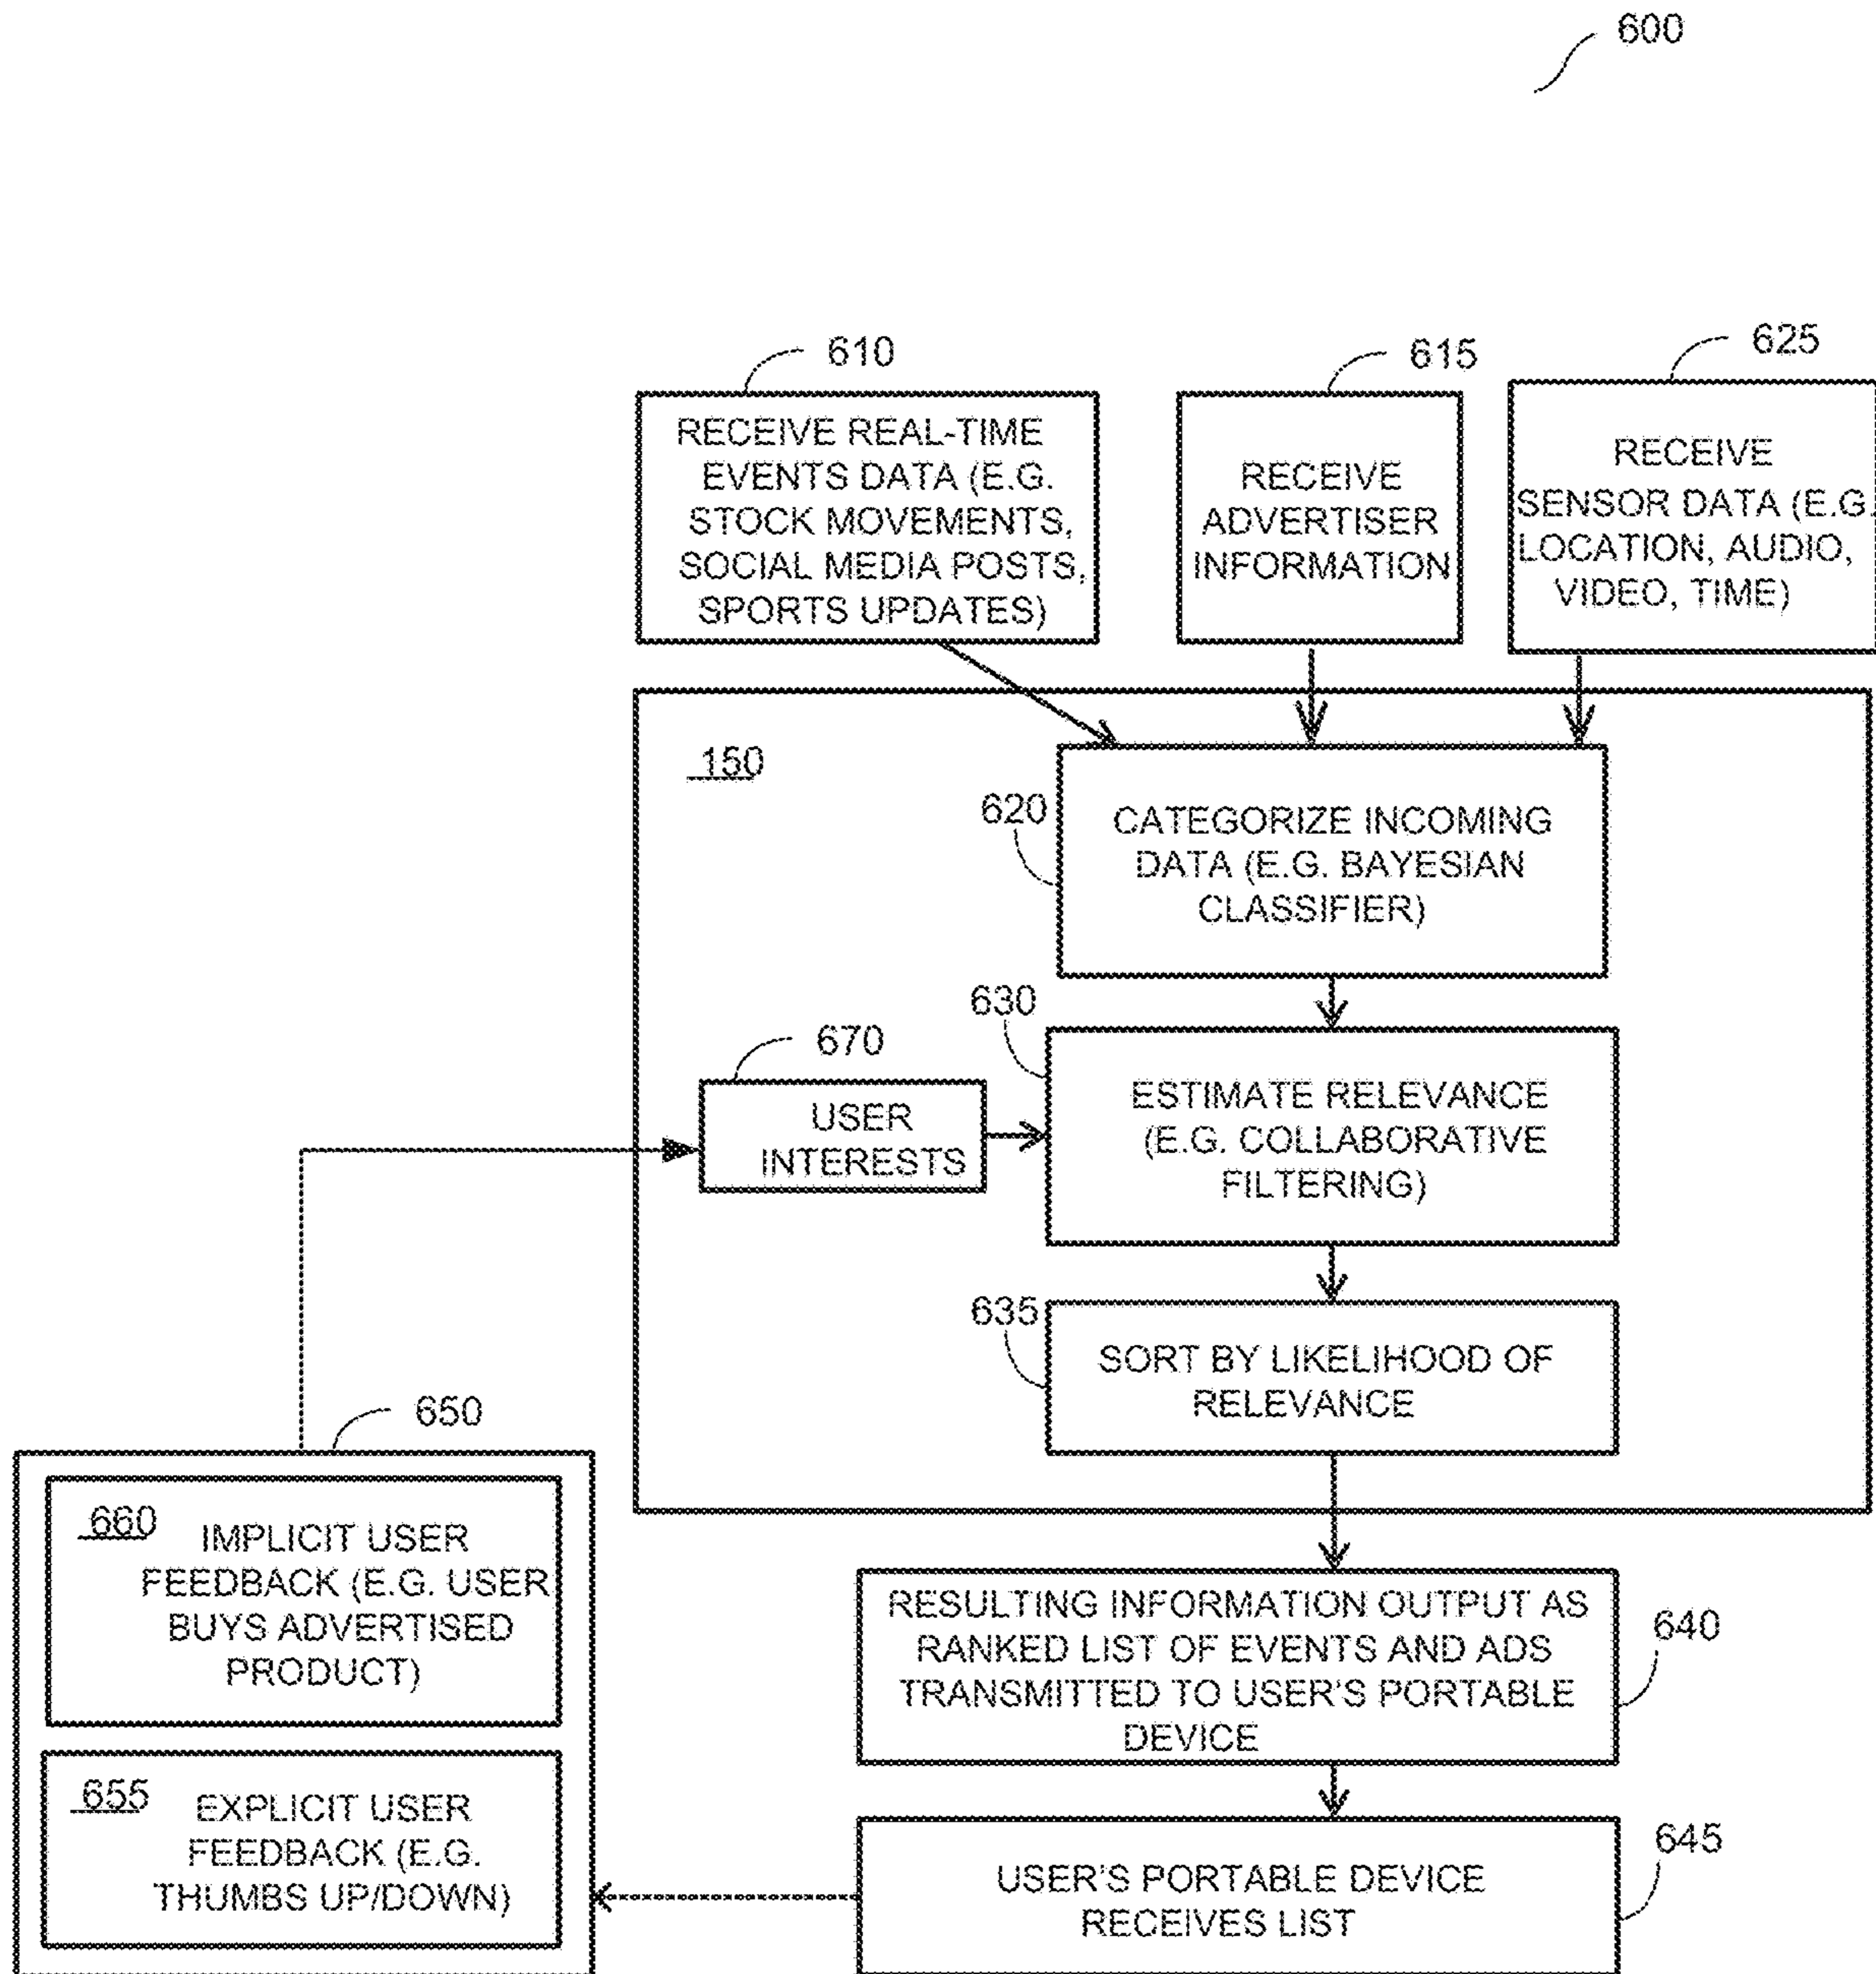 600
610
615
625
RECEIVE REAL-TIME
EVENTS DATA (E.G.
STOCK MOVEMENTS,
SOCIAL MEDIA POSTS,
SPORTS UPDATES)
RECEIVE
ADVERTISER
INFORMATION
RECEIVE
SENSOR DATA (E.G.
LOCATION, AUDIO,
VIDEO, TIME)
150
620
CATEGORIZE INCOMING
DATA (E.G. BAYESIAN
CLASSIFIER)
630
670
USER
INTERESTS
ESTIMATE RELEVANCE
(E.G. COLLABORATIVE
FILTERING)
635
SORT BY LIKELIHOOD OF
RELEVANCE
650
660
IMPLICIT USER
FEEDBACK (E.G. USER
BUYS ADVERTISED
PRODUCT)
RESULTING INFORMATION OUTPUT AS
RANKED LIST OF EVENTS AND ADS
TRANSMITTED TO USER'S PORTABLE
DEVICE
640
655
EXPLICIT USER
FEEDBACK (E.G.
THUMBS UP/DOWN)
USER'S PORTABLE DEVICE
RECEIVES LIST
645